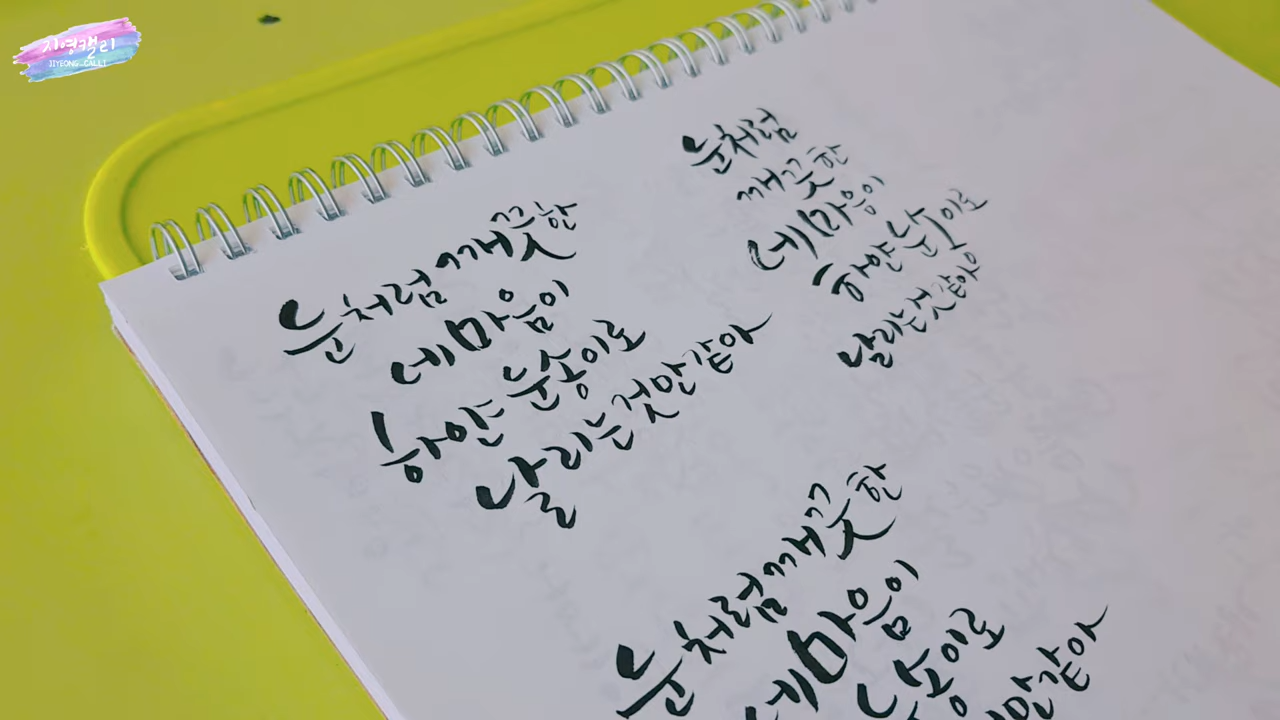 지영캘리
JIYEONG CALLI
눈처럼 깨끗한
네 마음이
하얀 눈송이로
날리는 것만 같아
눈처럼
깨끗한
네 마음이
하얀 눈송이로
날리는 것 같아요
눈처럼 깨끗한
네 마음이
송이로
만 같아